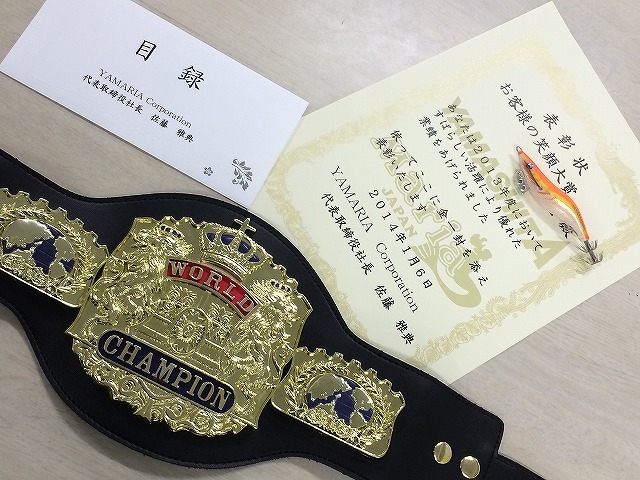 目録
YAMARIA Corporation
代表取締役社長 佐藤 雅典
表彰状
お客様の笑顔大賞
殿
あなたは2013年度において
すばらしい活躍により優れた
業績をあげられました
依ってここに金一封を添え
表彰いたします
2014年1月6日
YAMARIA Corporation
代表取締役社長 佐藤 雅典
YAMASHITA
Maria
JAPAN
WORLD
CHAMPION